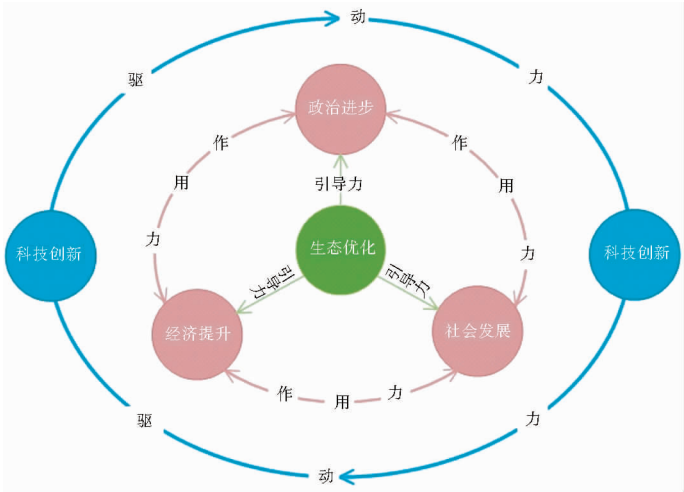 驱动力
政治进步
作用力
作用力
引导力
科技创新
生态优化
科技创新
引导力
引导力
经济提升
社会发展
作用力
驱动力